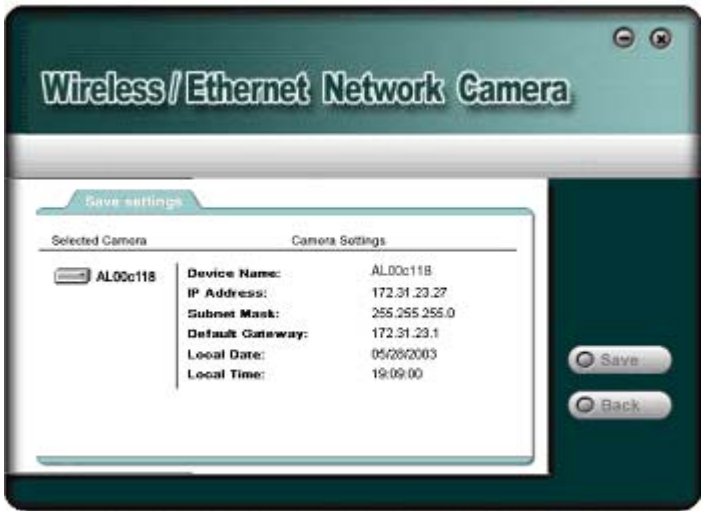 Wireless/Ethernet Network Camera
Save settings
Selected Camera Camera Settings
AL00c118
Device Name: AL00c118
IP Address: 172.31.23.27
Subnet Mask: 255.255.255.0
Default Gateway: 172.31.23.1
Local Date: 05/28/2003
Local Time: 19:09:00
Save
Back